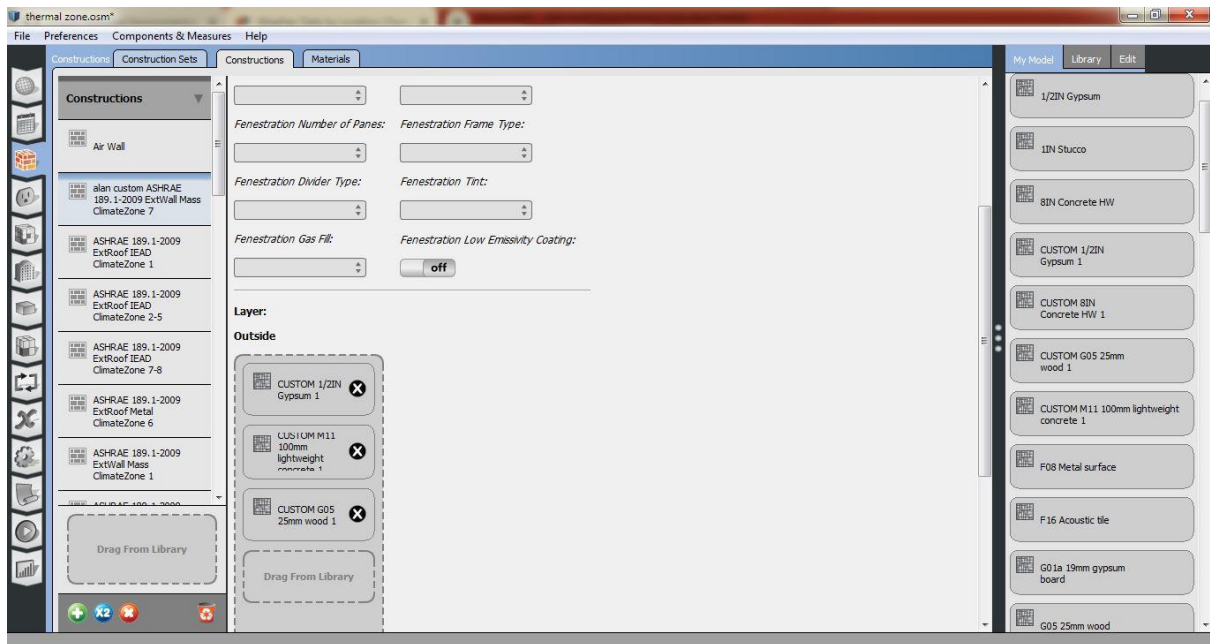 thermal zone.osm*
File Preferences Components & Measures Help
Constructions Construction Sets Constructions Materials
My Model Library Edit
Constructions
Air Wall
alan custom ASHRAE
189.1-2009 ExtWall Mass
ClimateZone 7
ASHRAE 189.1-2009
ExtRoof IEAD
ClimateZone 1
ASHRAE 189.1-2009
ExtRoof IEAD
ClimateZone 2-5
ASHRAE 189.1-2009
ExtRoof IEAD
ClimateZone 7-8
ASHRAE 189.1-2009
ExtRoof Metal
ClimateZone 6
ASHRAE 189.1-2009
ExtWall Mass
ClimateZone 1
Drag From Library
X2
Fenestration Number of Panes: Fenestration Frame Type:
Fenestration Divider Type: Fenestration Tint:
Fenestration Gas Fill: Fenestration Low Emissivity Coating:
off
Layer:
Outside
CUSTOM 1/2IN
Gypsum 1
CUSTOM M11
100mm
lightweight
concrete 1
CUSTOM G05
25mm wood 1
Drag From Library
1/2IN Gypsum
1IN Stucco
8IN Concrete HW
CUSTOM 1/2IN
Gypsum 1
CUSTOM 8IN
Concrete HW 1
CUSTOM G05 25mm
wood 1
CUSTOM M11 100mm lightweight
concrete 1
F08 Metal surface
F16 Acoustic tile
G01a 19mm gypsum
board
G05 25mm wood